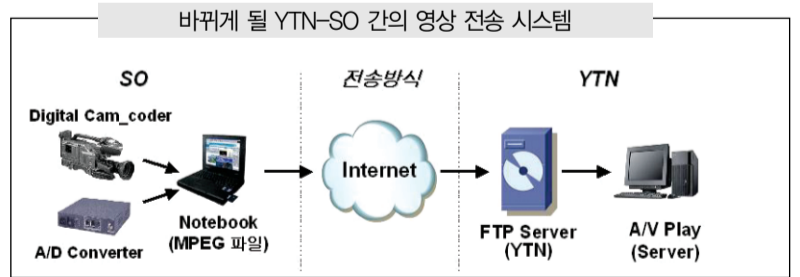 바뀌게 될 YTN-SO 간의 영상 전송 시스템
SO
전송방식
YTN
Digital Cam_coder
A/D Converter
Notebook
(MPEG 파일)
Internet
FTP Server
(YTN)
A/V Play
(Server)